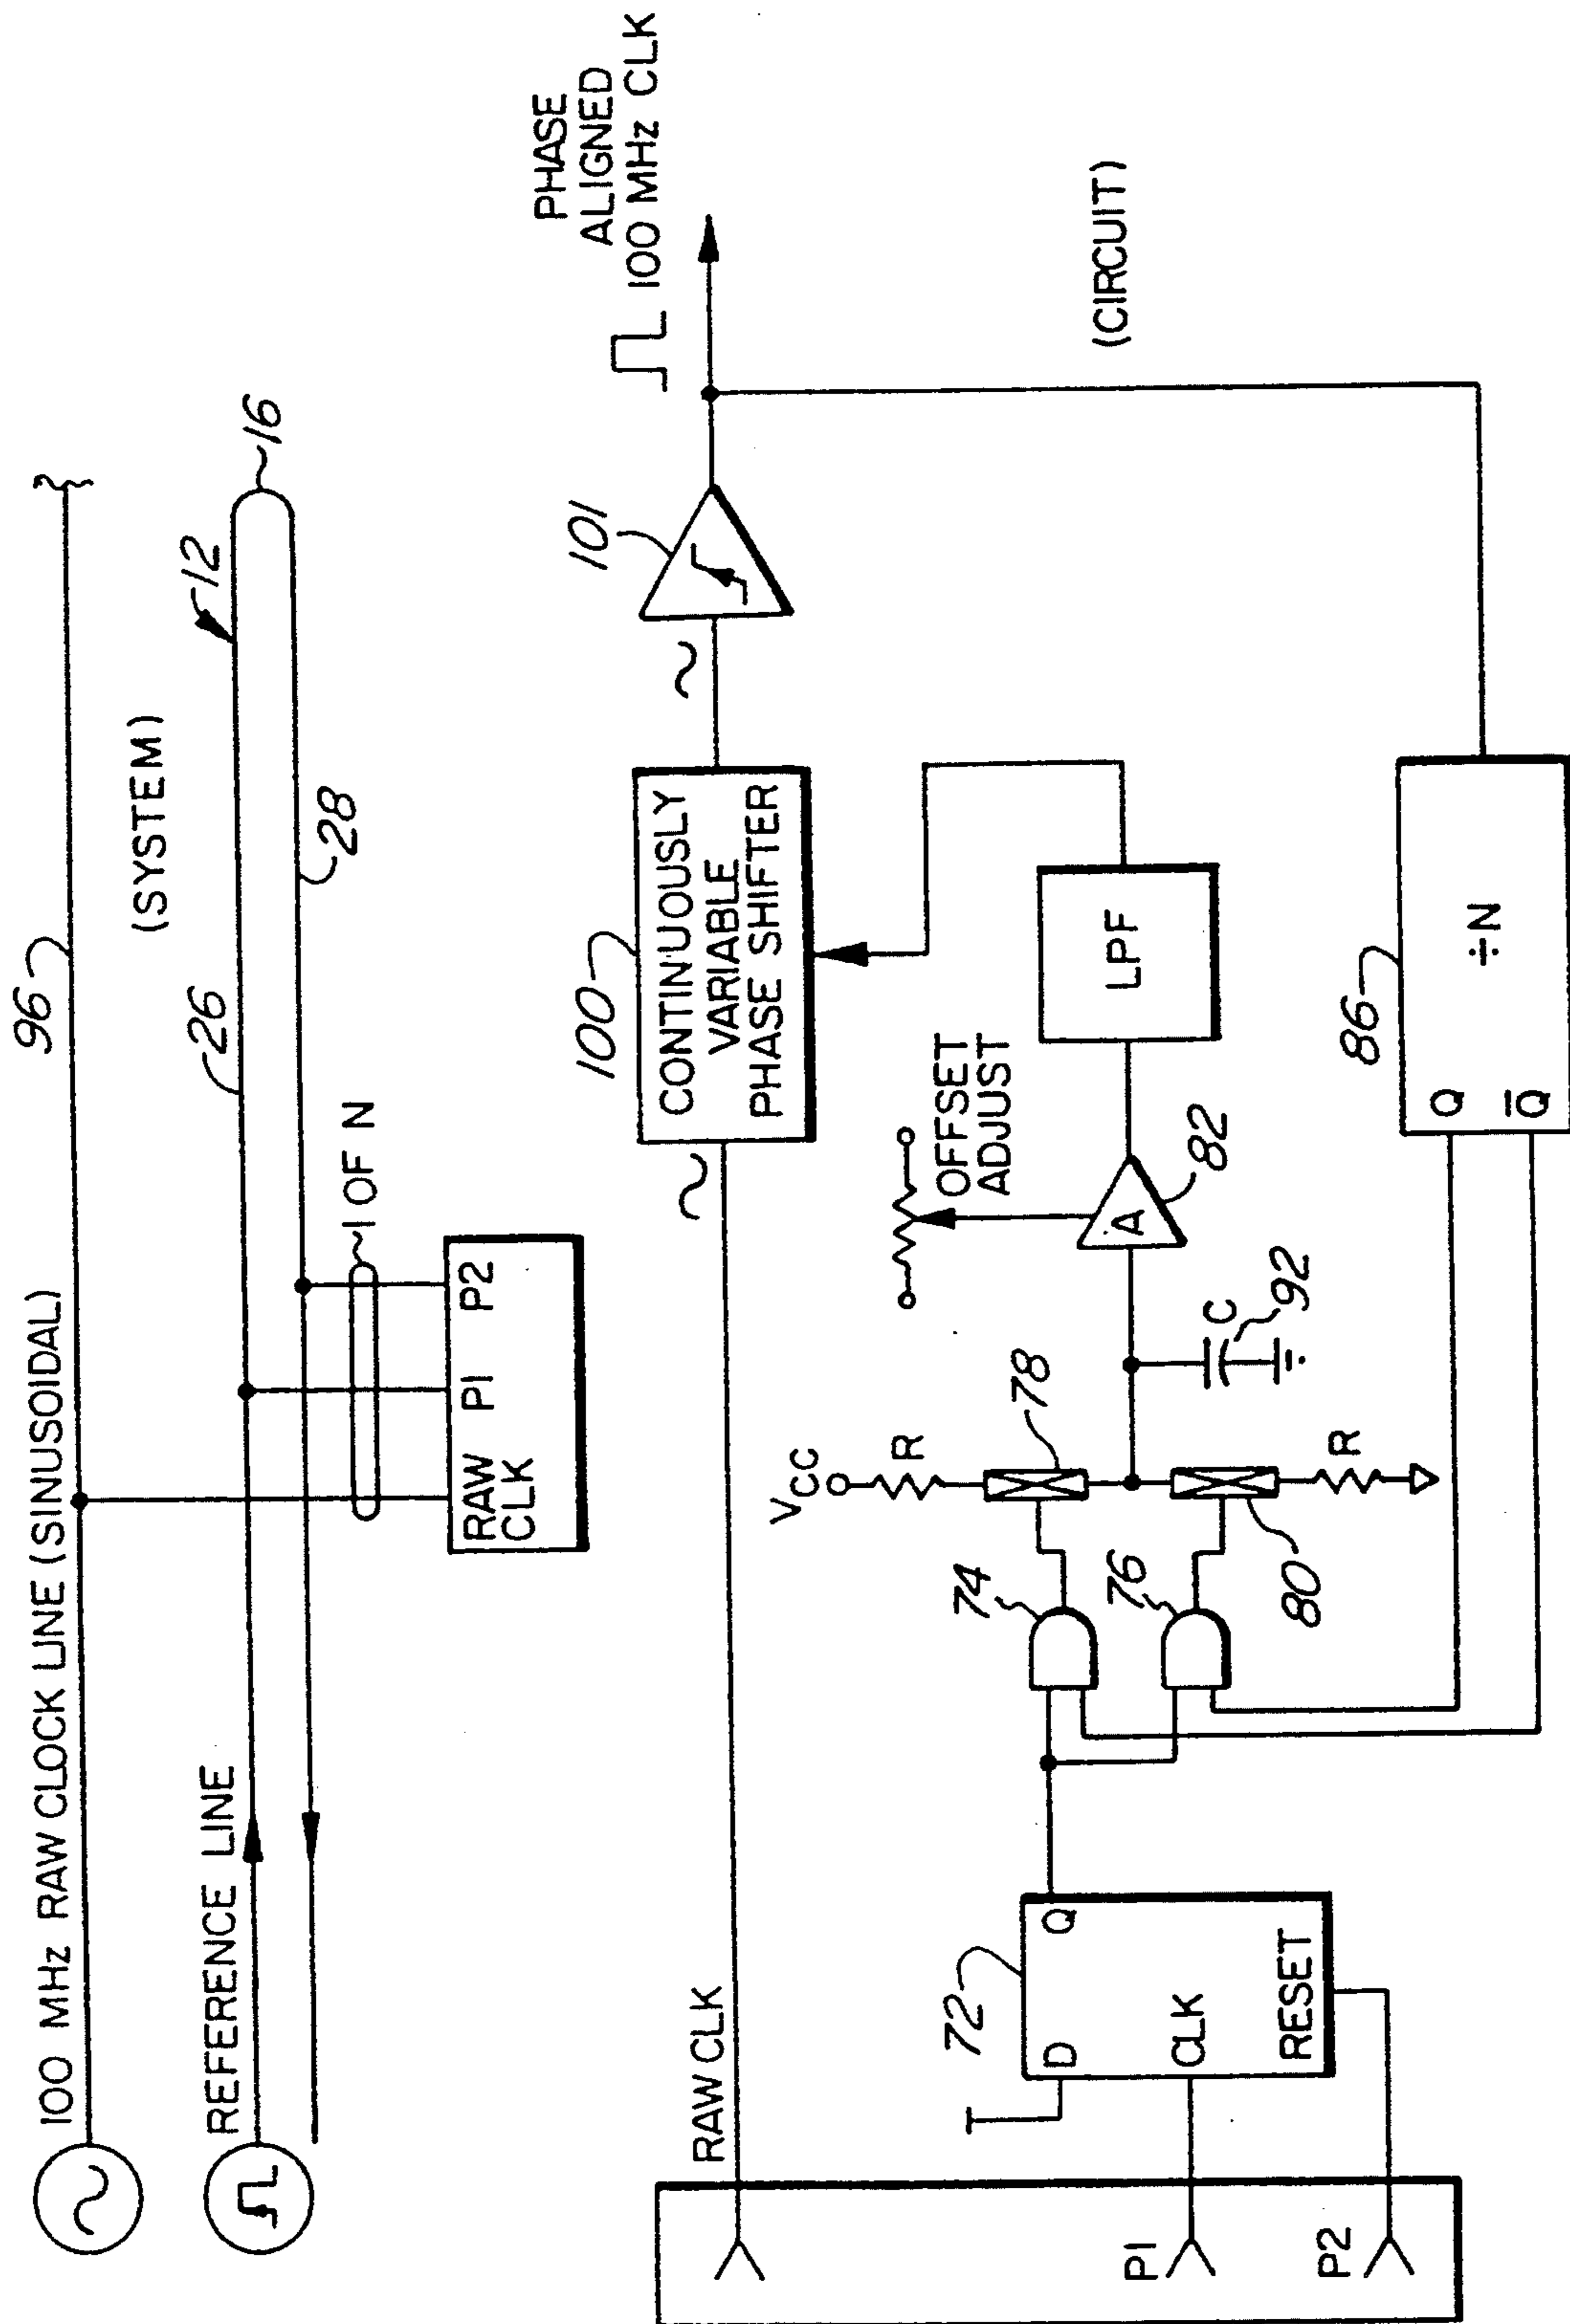 96
100 MHz RAW CLOCK LINE (SINUSOIDAL)
(SYSTEM)
REFERENCE LINE
26
12
16
28
1 OF N
RAW
CLK
P1
P2
PHASE
ALIGNED
100 MHz CLK
RAW CLK
100
CONTINUOUSLY
VARIABLE
PHASE SHIFTER
101
OFFSET
ADJUST
A
82
LPF
VCC
R
78
C
92
74
76
80
R
72
D
Q
CLK
RESET
P1
P2
86
Q
Q̅
÷N
(CIRCUIT)